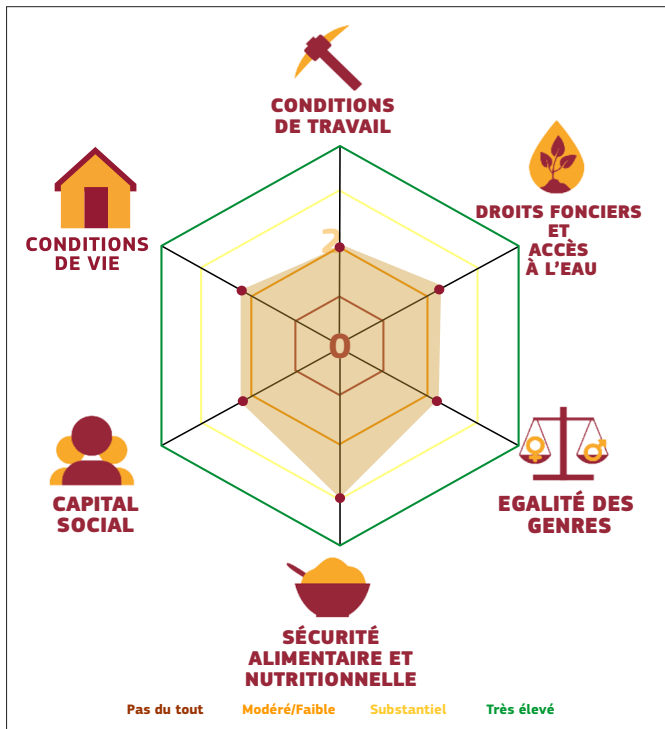 CONDITIONS
DE TRAVAIL
DROITS FONCIERS
ET
ACCÈS
À L'EAU
CONDITIONS
DE VIE
2
0
CAPITAL
SOCIAL
EGALITÉ DES
GENRES
SÉCURITÉ
ALIMENTAIRE ET
NUTRITIONNELLE
Pas du tout Modéré/Faible Substantiel Très élevé